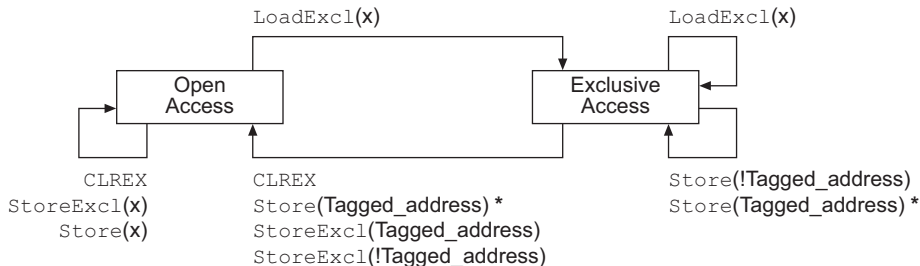 LoadExcl(x)
LoadExcl(x)
Open
Access
Exclusive
Access
CLREX
StoreExcl(x)
Store(x)
CLREX
Store(Tagged_address) *
StoreExcl(Tagged_address)
StoreExcl(!Tagged_address)
Store(!Tagged_address)
Store(Tagged_address) *